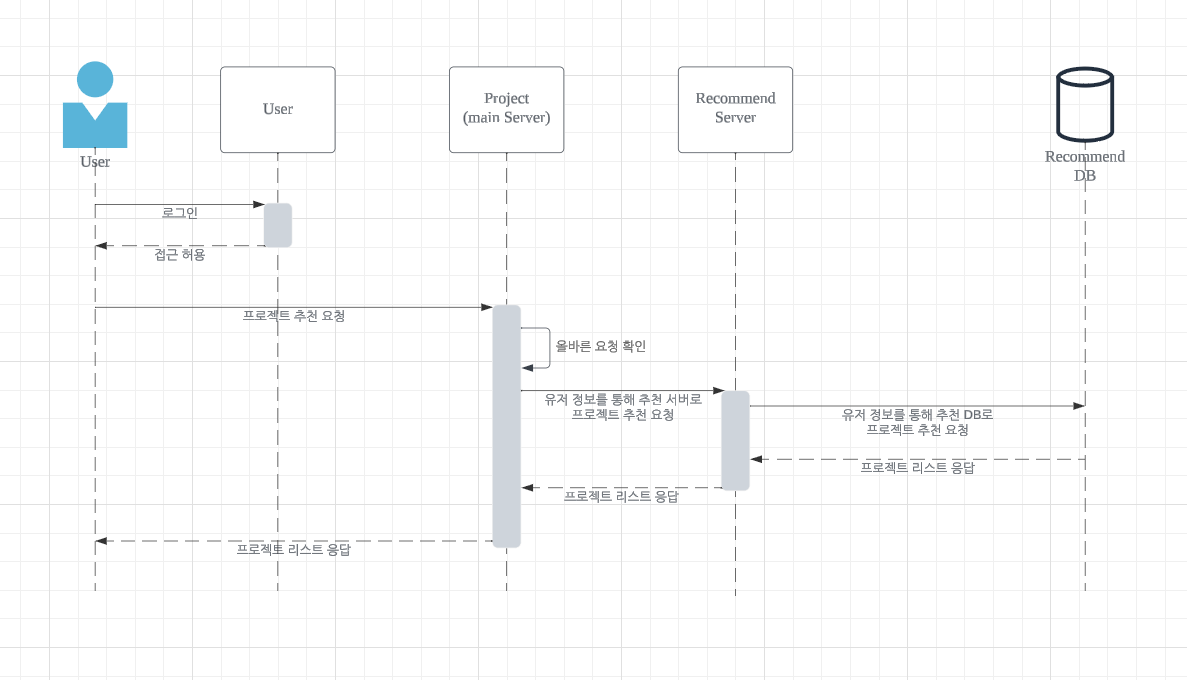 User
User
Project
(main Server)
Recommend
Server
Recommend
DB
로그인
접근 허용
프로젝트 추천 요청
올바른 요청 확인
유저 정보를 통해 추천 서버로
프로젝트 추천 요청
유저 정보를 통해 추천 DB로
프로젝트 추천 요청
프로젝트 리스트 응답
프로젝트 리스트 응답
프로젝트 리스트 응답